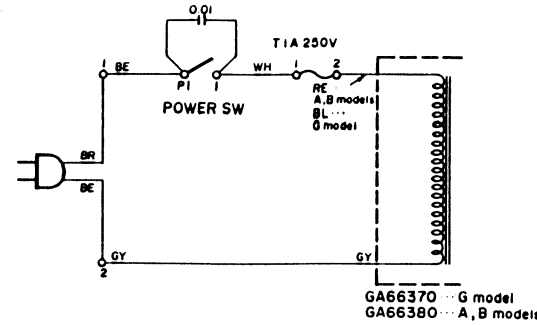 0.01
T1A 250V
1 BE P1 1 WH 1 2
POWER SW
RE
A,B models
BL ···
G model
BR
BE
2 GY GY
GA66370 ··· G model
GA66380 ··· A, B models